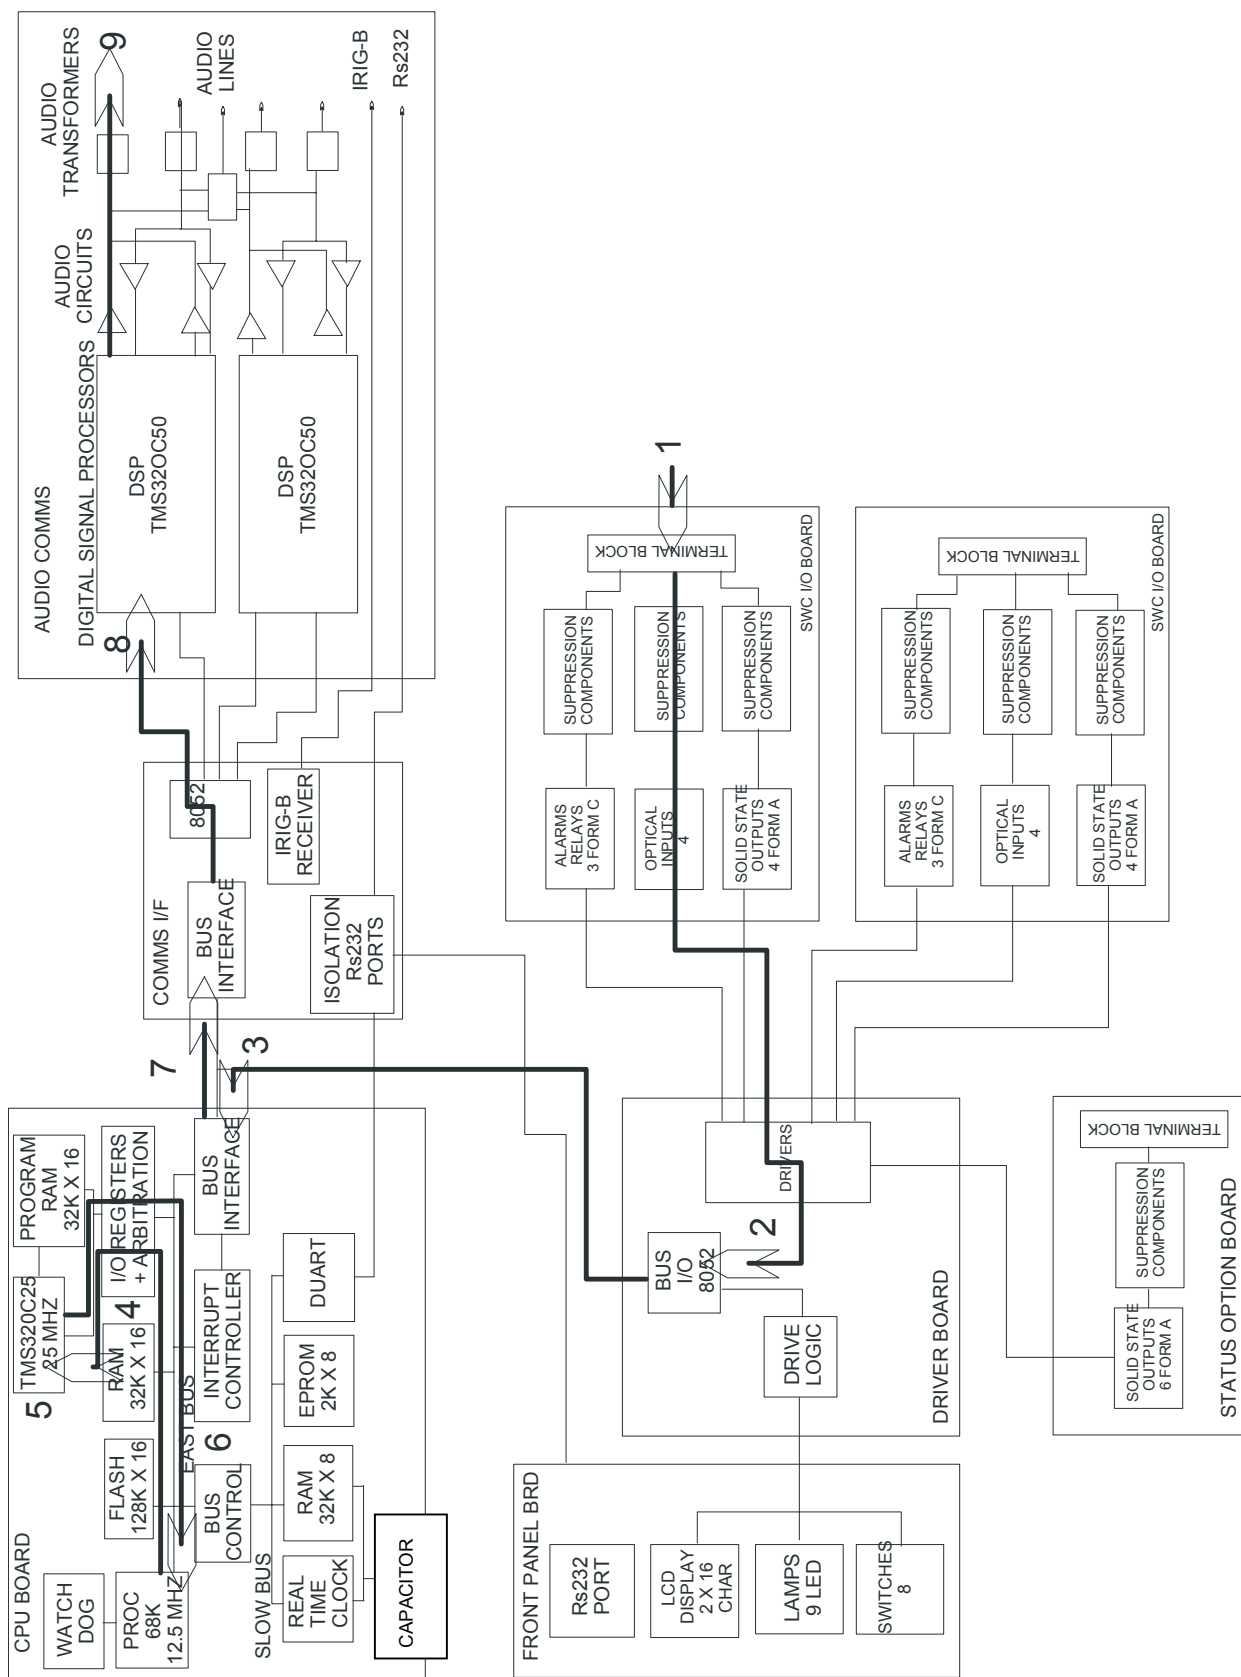 CPU BOARD
WATCH
DOG
PROC
68K
12.5 MHZ
FLASH
128K X 16
RAM
32K X 16
TMS320C25
25 MHZ
PROGRAM
RAM
32K X 16
I/O REGISTERS
+ ARBITRATION
FAST BUS
BUS
CONTROL
INTERRUPT
CONTROLLER
BUS
INTERFACE
SLOW BUS
REAL
TIME
CLOCK
RAM
32K X 8
EPROM
2K X 8
DUART
CAPACITOR
4
5
6
7
3
COMMS I/F
BUS
INTERFACE
8052
IRIG-B
RECEIVER
ISOLATION
Rs232
PORTS
AUDIO COMMS
DIGITAL SIGNAL PROCESSORS
8
DSP
TMS32OC50
DSP
TMS32OC50
AUDIO
CIRCUITS
AUDIO
TRANSFORMERS
9
AUDIO
LINES
IRIG-B
Rs232
FRONT PANEL BRD
Rs232
PORT
LCD
DISPLAY
2 X 16
CHAR
LAMPS
9 LED
SWITCHES
8
DRIVER BOARD
BUS
I/O
8052
DRIVE
LOGIC
DRIVERS
2
SWC I/O BOARD
ALARMS
RELAYS
3 FORM C
OPTICAL
INPUTS
4
SOLID STATE
OUTPUTS
4 FORM A
SUPPRESSION
COMPONENTS
SUPPRESSION
COMPONENTS
SUPPRESSION
COMPONENTS
TERMINAL BLOCK
1
SWC I/O BOARD
ALARMS
RELAYS
3 FORM C
OPTICAL
INPUTS
4
SOLID STATE
OUTPUTS
4 FORM A
SUPPRESSION
COMPONENTS
SUPPRESSION
COMPONENTS
SUPPRESSION
COMPONENTS
TERMINAL BLOCK
STATUS OPTION BOARD
SOLID STATE
OUTPUTS
6 FORM A
SUPPRESSION
COMPONENTS
TERMINAL BLOCK